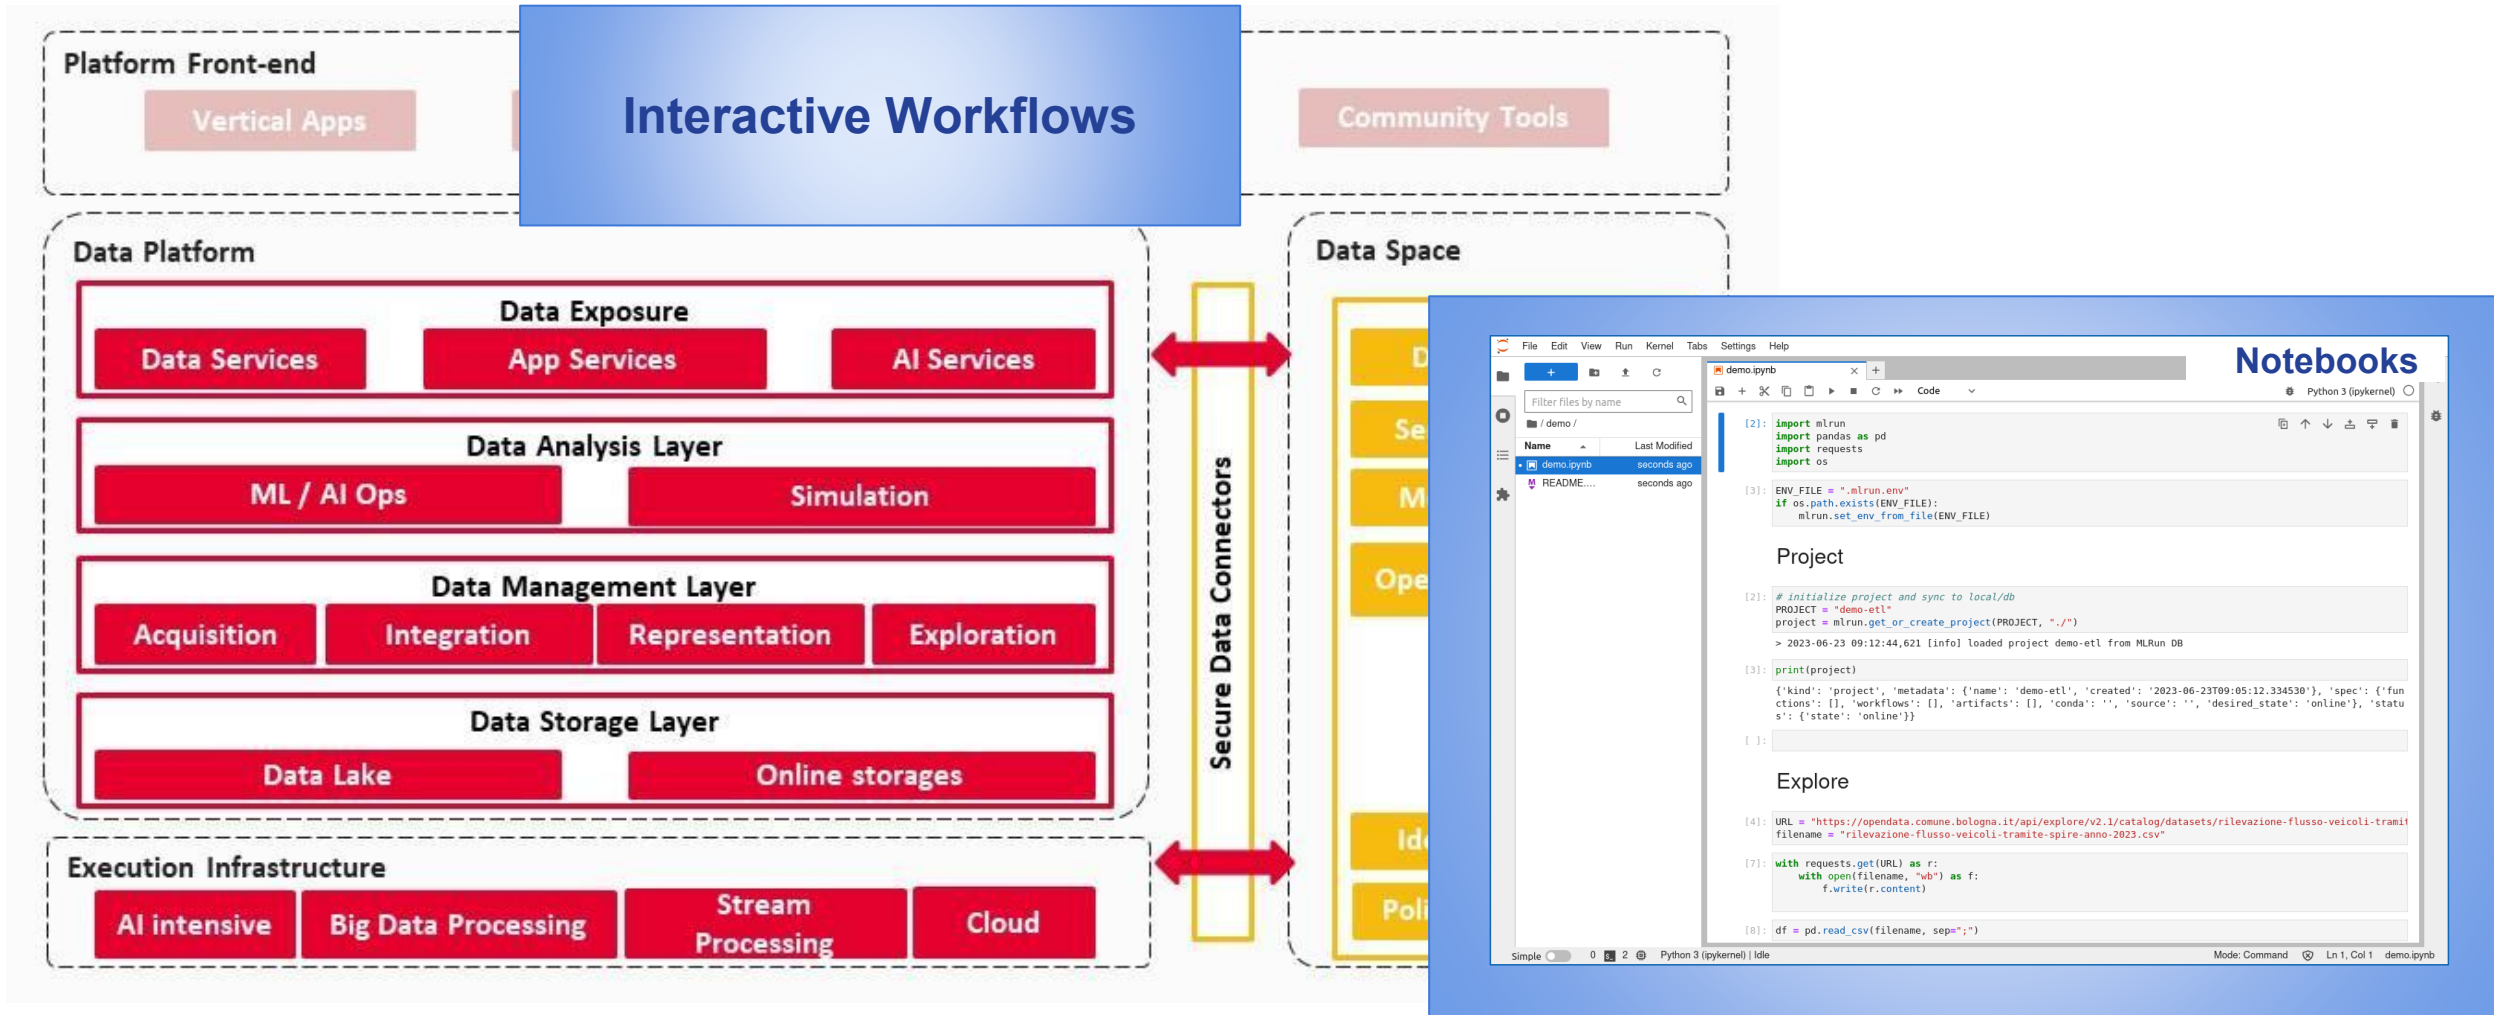 Platform Front-end
Vertical Apps
Interactive Workflows
Community Tools
Data Platform
Data Exposure
Data Services
App Services
AI Services
Data Analysis Layer
ML / AI Ops
Simulation
Data Management Layer
Acquisition
Integration
Representation
Exploration
Data Storage Layer
Data Lake
Online storages
Execution Infrastructure
AI intensive
Big Data Processing
Stream
Processing
Cloud
Secure Data Connectors
Data Space
Notebooks
File Edit View Run Kernel Tabs Settings Help
Filter files by name
/ demo /
Name Last Modified
demo.ipynb seconds ago
README.... seconds ago
demo.ipynb
Code
Python 3 (ipykernel)
[2]: import mlrun
import pandas as pd
import requests
import os
[3]: ENV_FILE = ".mlrun.env"
if os.path.exists(ENV_FILE):
mlrun.set_env_from_file(ENV_FILE)
Project
[2]: # initialize project and sync to local/db
PROJECT = "demo-etl"
project = mlrun.get_or_create_project(PROJECT, "./")
> 2023-06-23 09:12:44,621 [info] loaded project demo-etl from MLRun DB
[3]: print(project)
{'kind': 'project', 'metadata': {'name': 'demo-etl', 'created': '2023-06-23T09:05:12.334530'}, 'spec': {'fun
ctions': [], 'workflows': [], 'artifacts': [], 'conda': '', 'source': '', 'desired_state': 'online'}, 'statu
s': {'state': 'online'}}
[ ]:
Explore
[4]: URL = "https://opendata.comune.bologna.it/api/explore/v2.1/catalog/datasets/rilevazione-flusso-veicoli-tramit
filename = "rilevazione-flusso-veicoli-tramite-spire-anno-2023.csv"
[7]: with requests.get(URL) as r:
with open(filename, "wb") as f:
f.write(r.content)
[8]: df = pd.read_csv(filename, sep=";")
Simple 0 2 Python 3 (ipykernel) | Idle
Mode: Command Ln 1, Col 1 demo.ipynb